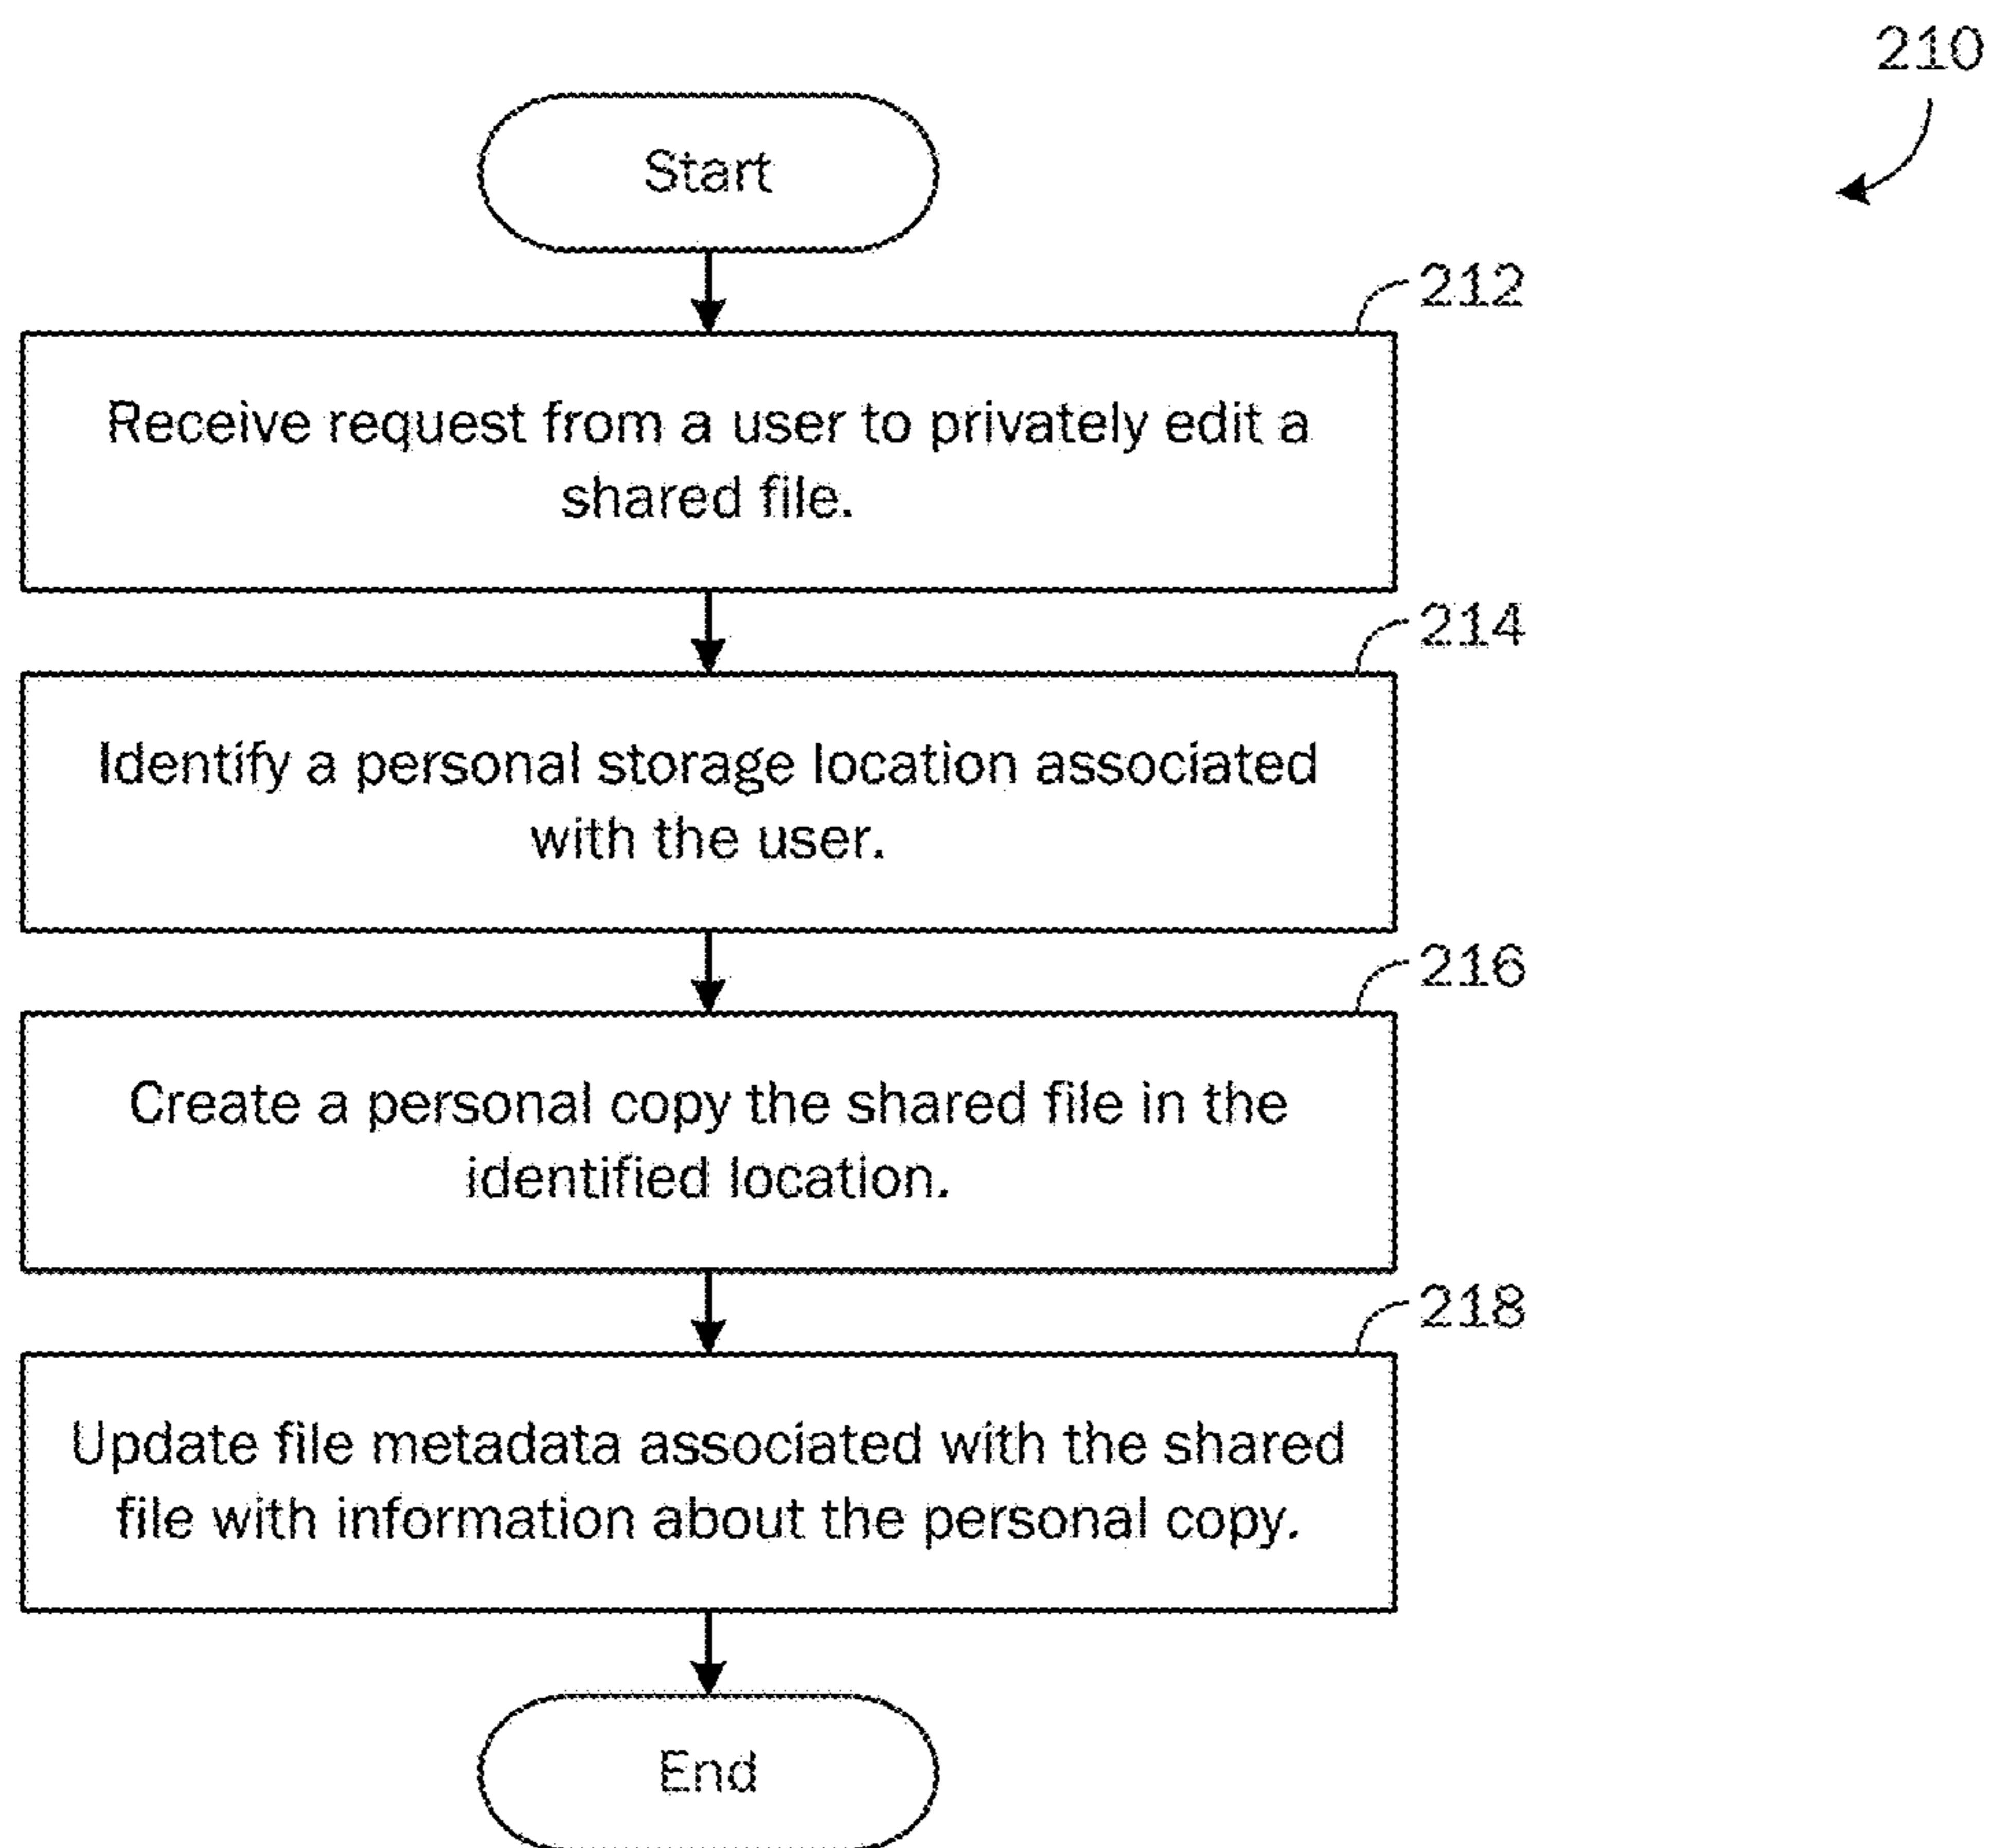 210
Start
212
Receive request from a user to privately edit a
shared file.
214
Identify a personal storage location associated
with the user.
216
Create a personal copy the shared file in the
identified location.
218
Update file metadata associated with the shared
file with information about the personal copy.
End